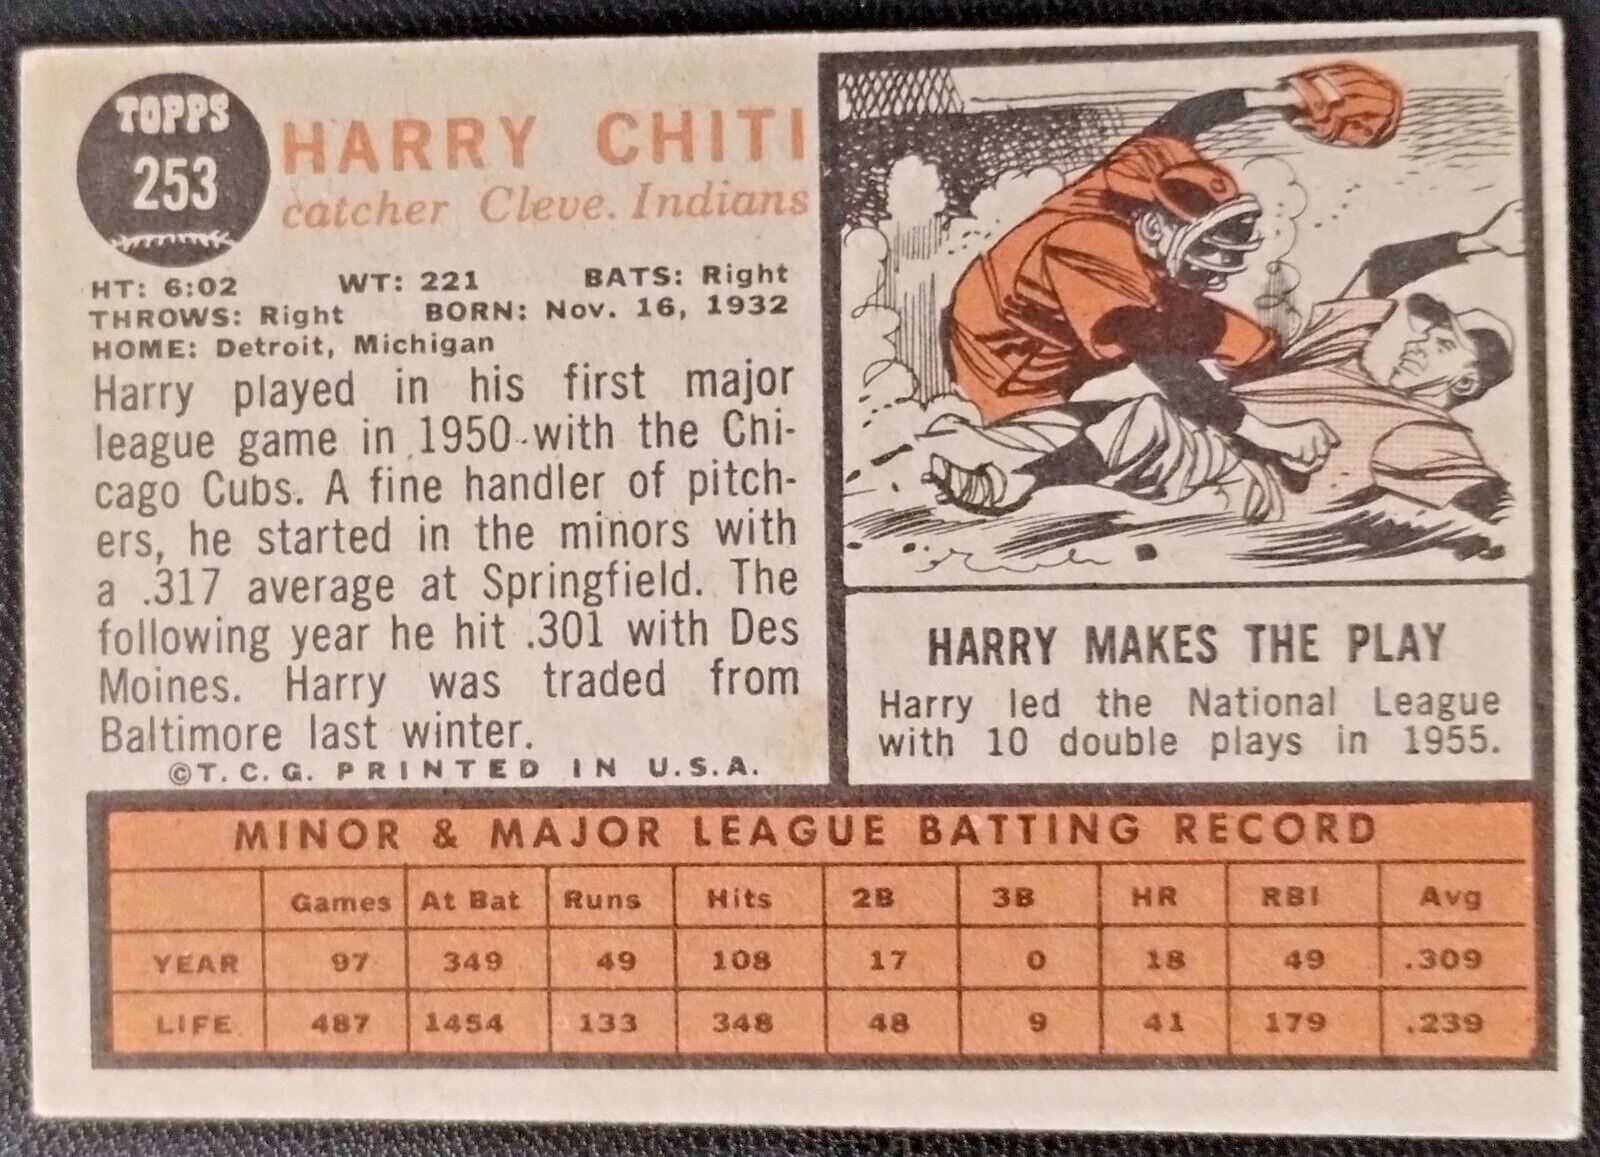 TOPPS
253
HARRY CHITI
catcher Cleve. Indians
HT: 6:02 WT: 221 BATS: Right
THROWS: Right BORN: Nov. 16, 1932
HOME: Detroit, Michigan
Harry played in his first major
league game in 1950 with the Chi-
cago Cubs. A fine handler of pitch-
ers, he started in the minors with
a .317 average at Springfield. The
following year he hit .301 with Des
Moines. Harry was traded from
Baltimore last winter.
©T. C. G. PRINTED IN U.S.A.
HARRY MAKES THE PLAY
Harry led the National League
with 10 double plays in 1955.
MINOR & MAJOR LEAGUE BATTING RECORD
Games At Bat Runs Hits 2B 3B HR RBI Avg
YEAR 97 349 49 108 17 0 18 49 .309
LIFE 487 1454 133 348 48 9 41 179 .239